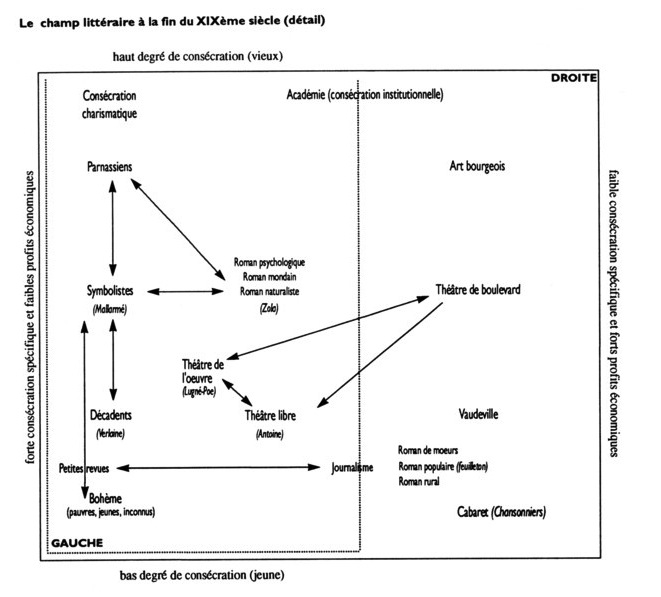 Le champ littéraire à la fin du XIXème siècle (détail)
haut degré de consécration (vieux)
DROITE
Consécration
charismatique
Académie (consécration institutionnelle)
Parnassiens
Art bourgeois
forte consécration spécifique et faibles profits économiques
faible consécration spécifique et forts profits économiques
Roman psychologique
Roman mondain
Roman naturaliste
(Zola)
Symbolistes
(Mallarmé)
Théâtre de boulevard
Théâtre de
l'oeuvre
(Lugné-Poe)
Décadents
(Verlaine)
Théâtre libre
(Antoine)
Vaudeville
Petites revues
Journalisme
Roman de moeurs
Roman populaire (feuilleton)
Roman rural
Bohème
(pauvres, jeunes, inconnus)
Cabaret (Chansonniers)
GAUCHE
bas degré de consécration (jeune)